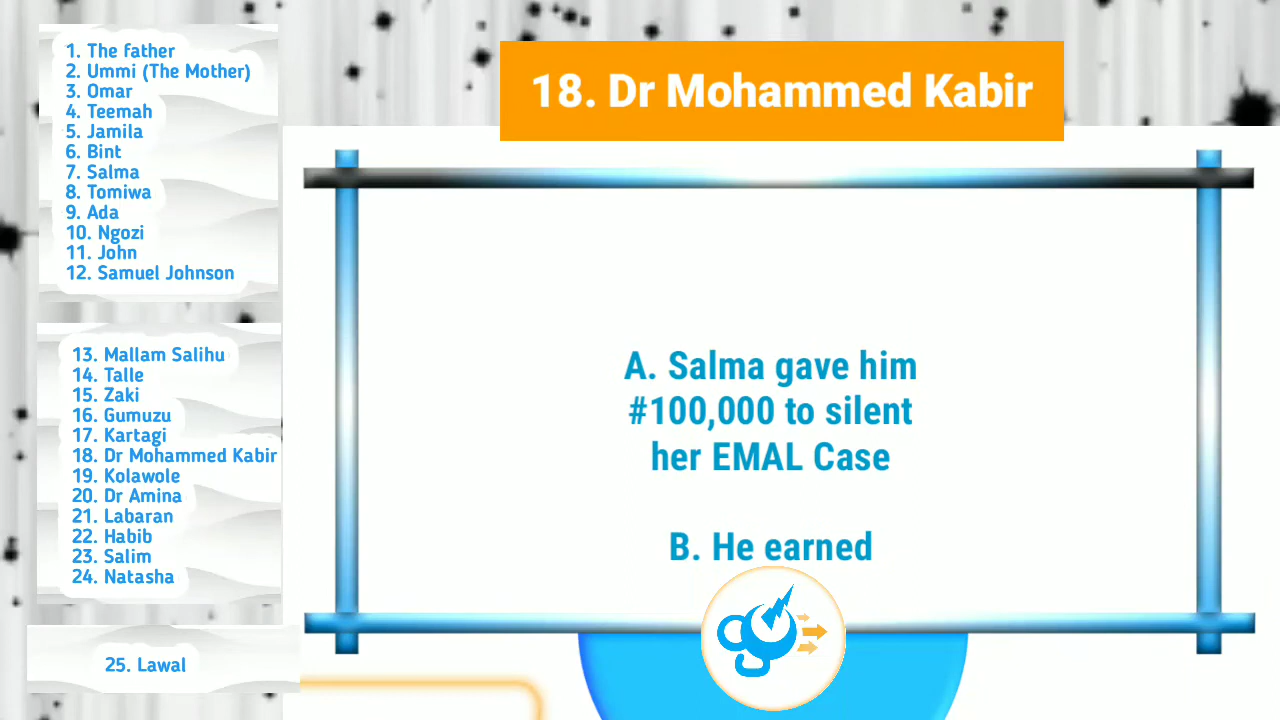 1. The father
2. Ummi (The Mother)
3. Omar
4. Teemah
5. Jamila
6. Bint
7. Salma
8. Tomiwa
9. Ada
10. Ngozi
11. John
12. Samuel Johnson
13. Mallam Salihu
14. Talle
15. Zaki
16. Gumuzu
17. Kartagi
18. Dr Mohammed Kabir
19. Kolawole
20. Dr Amina
21. Labaran
22. Habib
23. Salim
24. Natasha
25. Lawal
18. Dr Mohammed Kabir
A. Salma gave him
#100,000 to silent
her EMAL Case
B. He earned